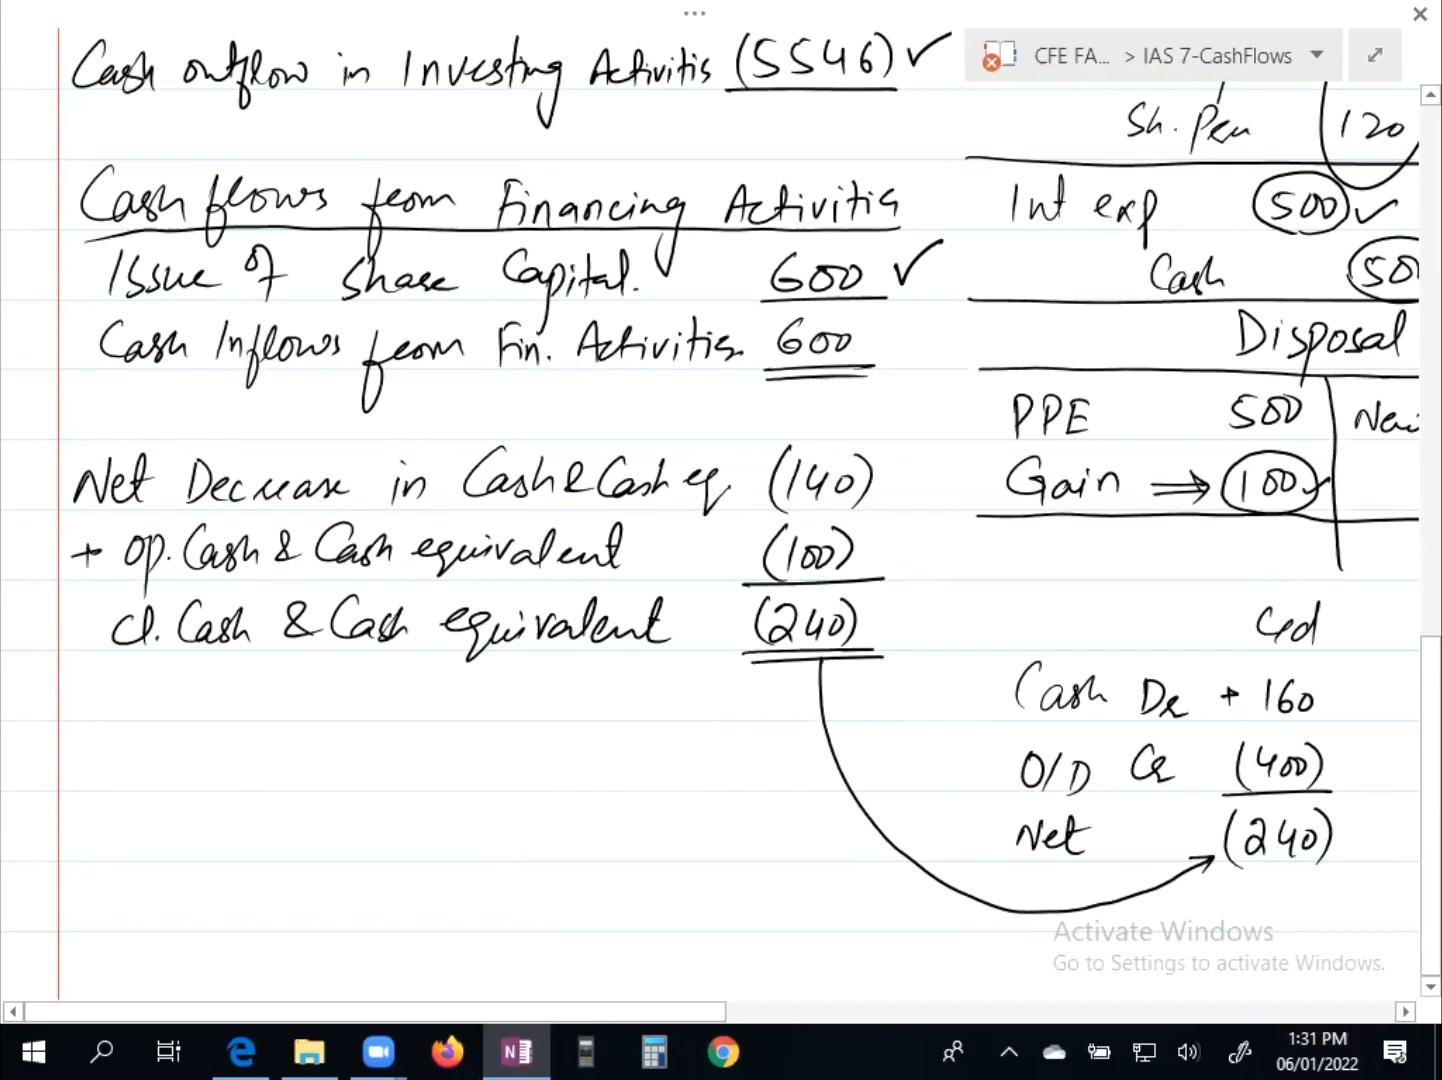 Cash outflow in Investing Activitis (5546) ✓
Cash flows from Financing Activities
Issue of Share Capital. 600 ✓
Cash Inflows from Fin. Activities 600
Net Decrease in Cash & Cash eq. (140)
+ op. Cash & Cash equivalent (100)
cl. Cash & Cash equivalent (240)
CFE FA... > IAS 7-CashFlows
Sh. Pru 120
Int exp 500 ✓
Cash 50
Disposal
PPE 500
Gain ⇒ 100
Cash Dr + 160
O/D Cr (400)
Net (240)
Activate Windows
Go to Settings to activate Windows.
1:31 PM
06/01/2022